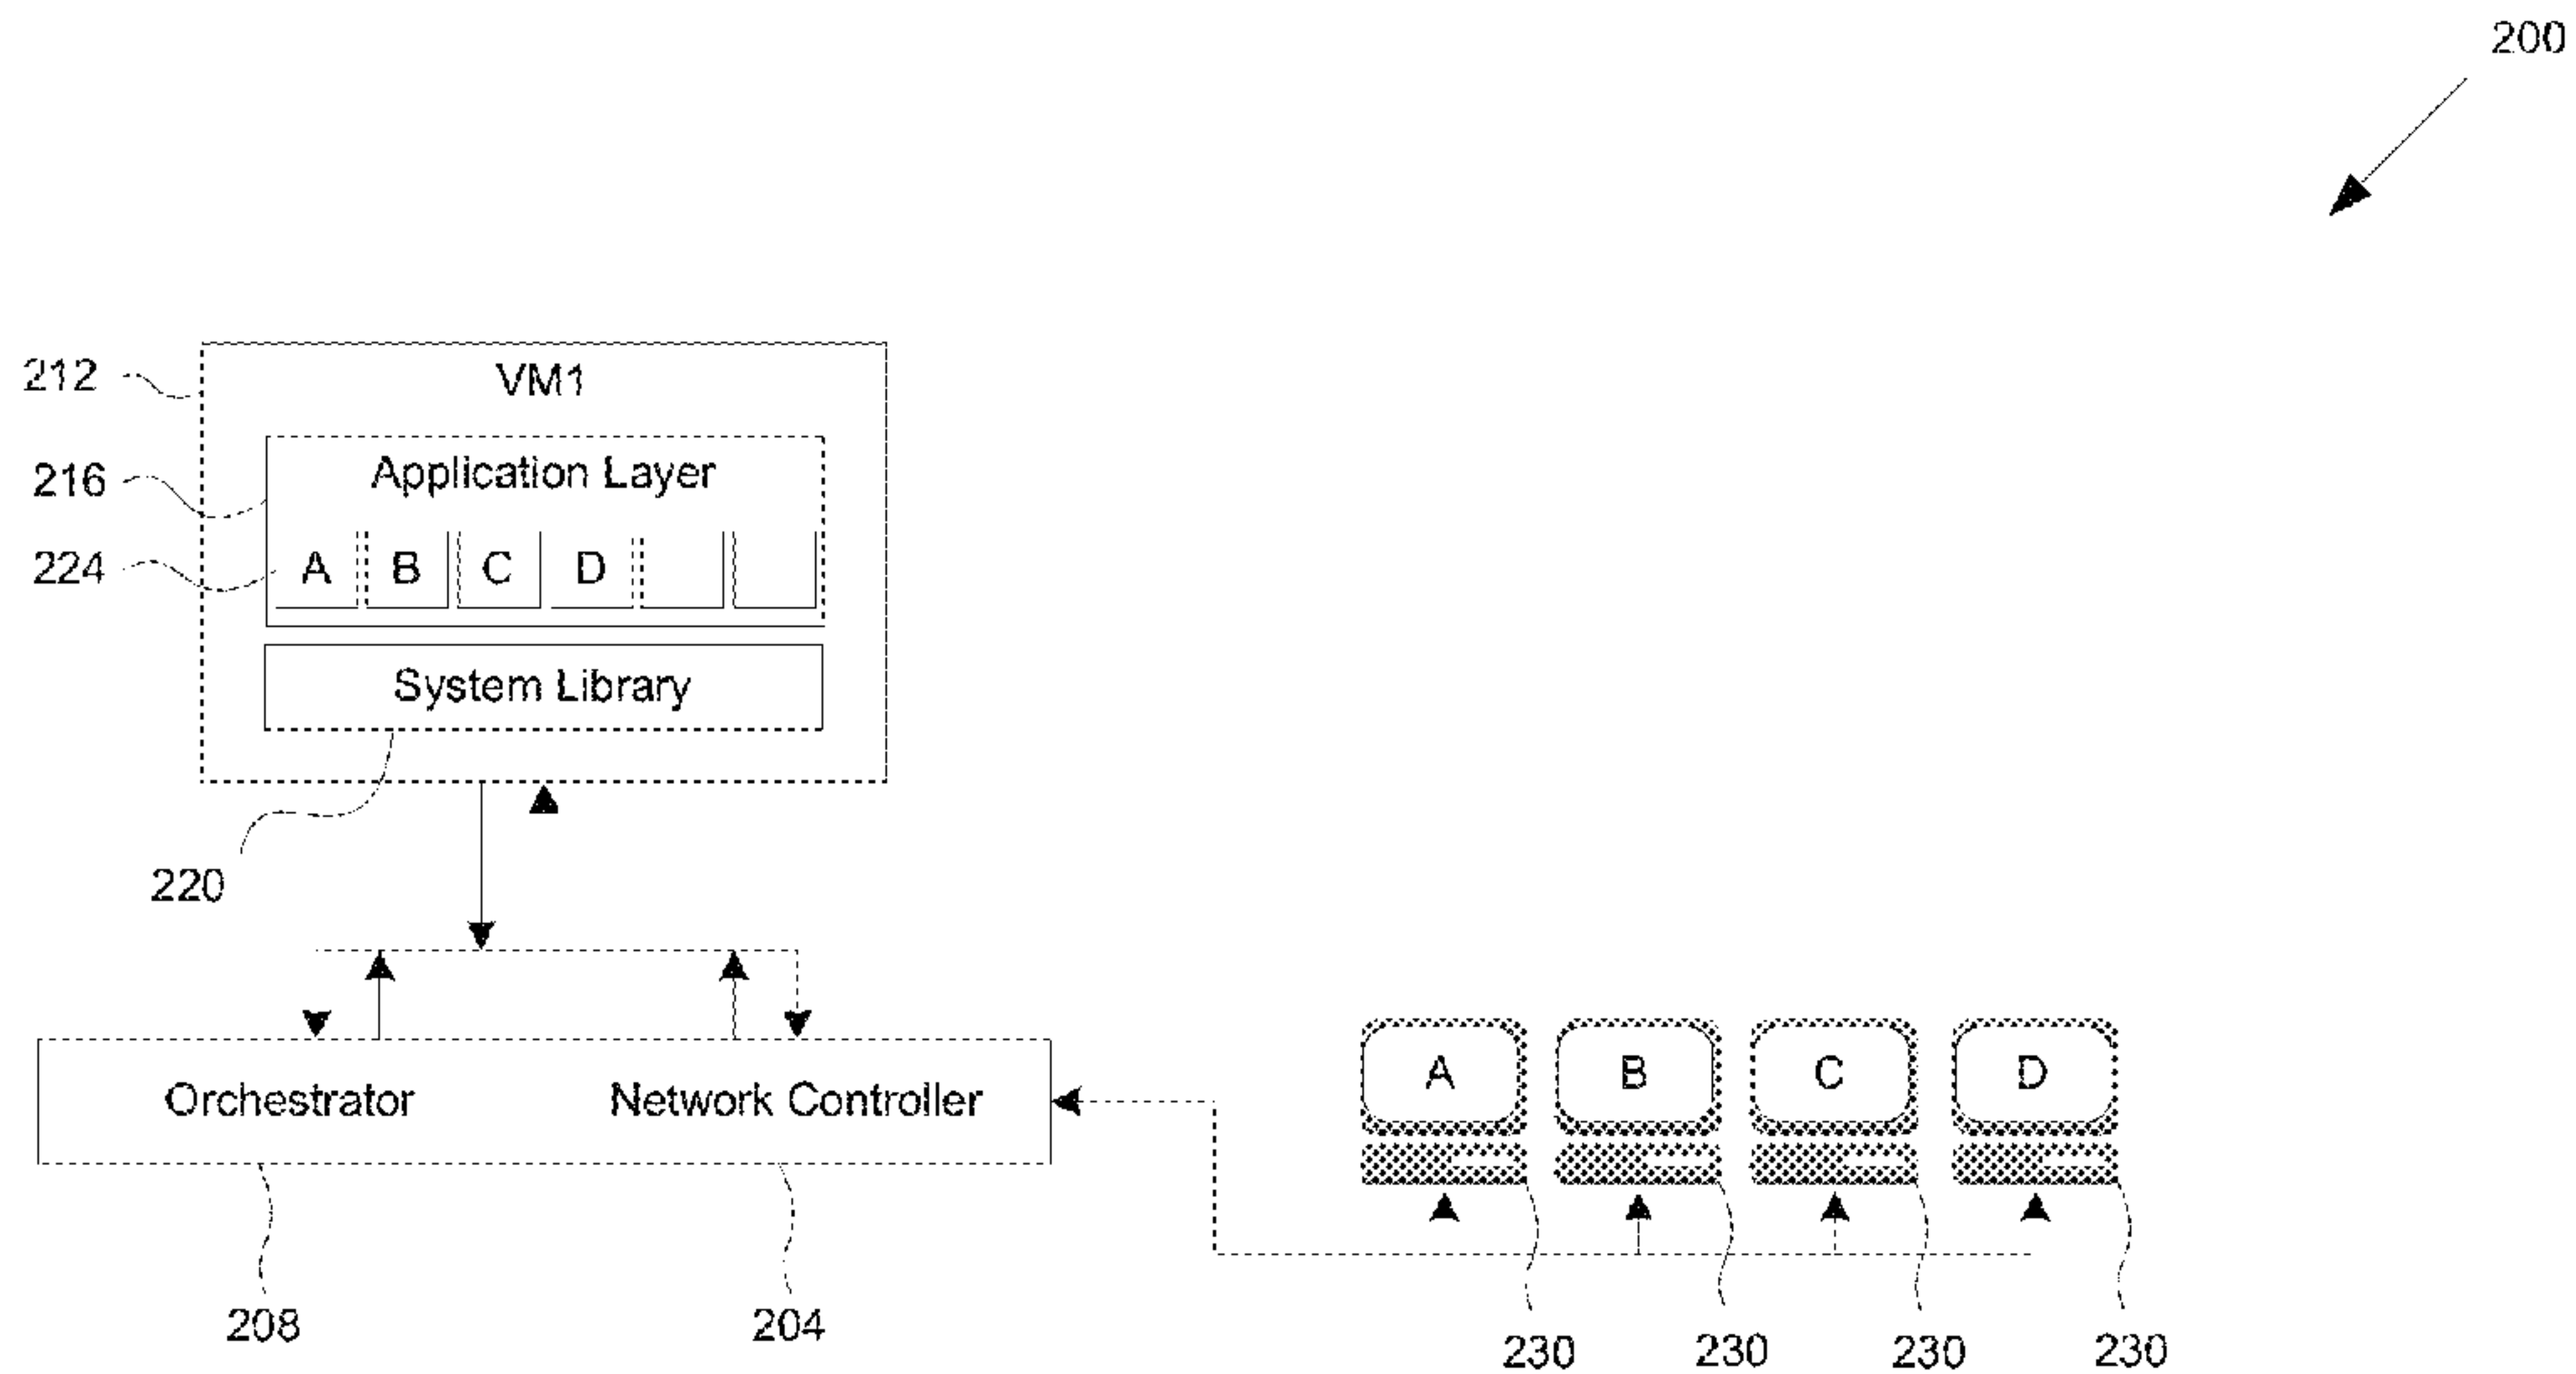 200
212
VM1
216
Application Layer
224
A B C D
System Library
220
Orchestrator Network Controller
A B C D
208 204
230 230 230 230